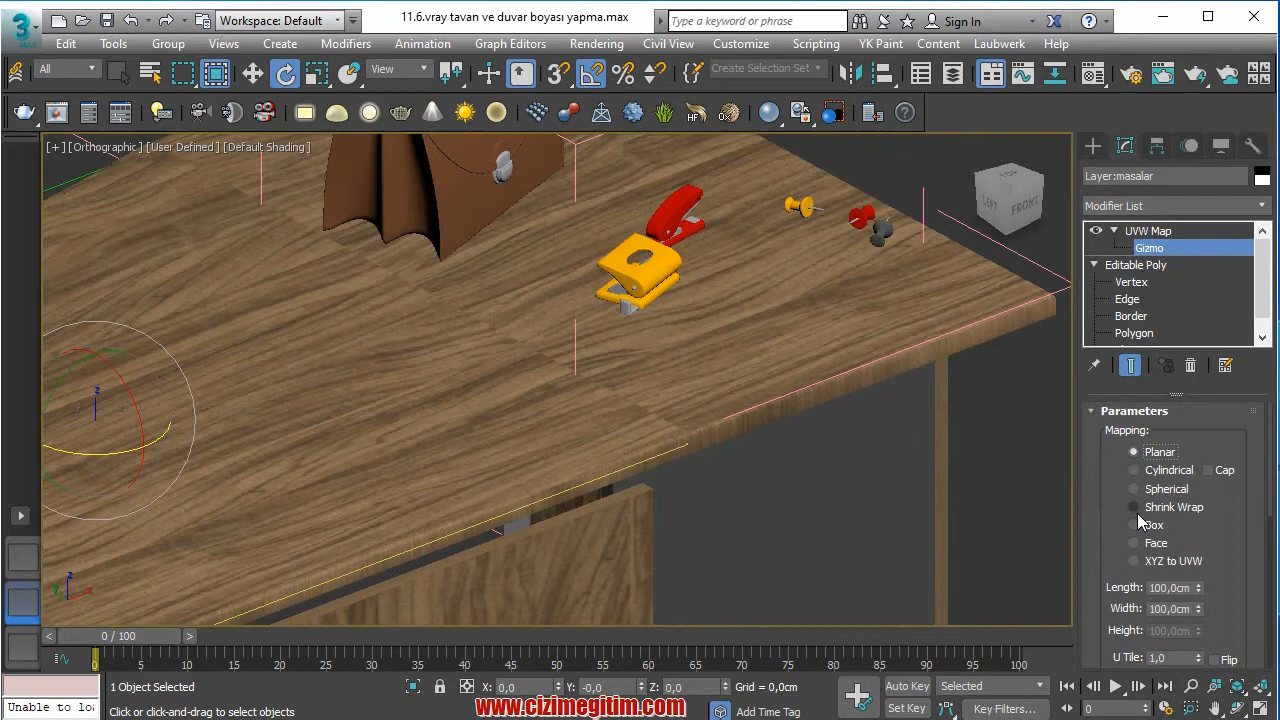 3
MAX
Workspace: Default
11.6.vray tavan ve duvar boyası yapma.max
Type a keyword or phrase
Sign In
Edit Tools Group Views Create Modifiers Animation Graph Editors Rendering Civil View Customize Scripting YK Paint Content Laubwerk Help
All
View
Create Selection Set
HF
[+] [Orthographic] [User Defined] [Default Shading]
LEFT
FRONT
Layer:masalar
Modifier List
UVW Map
Gizmo
Editable Poly
Vertex
Edge
Border
Polygon
Parameters
Mapping:
Planar
Cylindrical Cap
Spherical
Shrink Wrap
Box
Face
XYZ to UVW
Length: 100,0cm
Width: 100,0cm
Height: 100,0cm
U Tile: 1,0 Flip
z
z
x
0 / 100
0 5 10 15 20 25 30 35 40 45 50 55 60 65 70 75 80 85 90 95 100
1 Object Selected
X: 0,0 Y: -0,0 Z: 0,0 Grid = 0,0cm
Auto Key Selected
Unable to lo
Click or click-and-drag to select objects
www.cizimegitim.com
Add Time Tag
Set Key Key Filters... 0